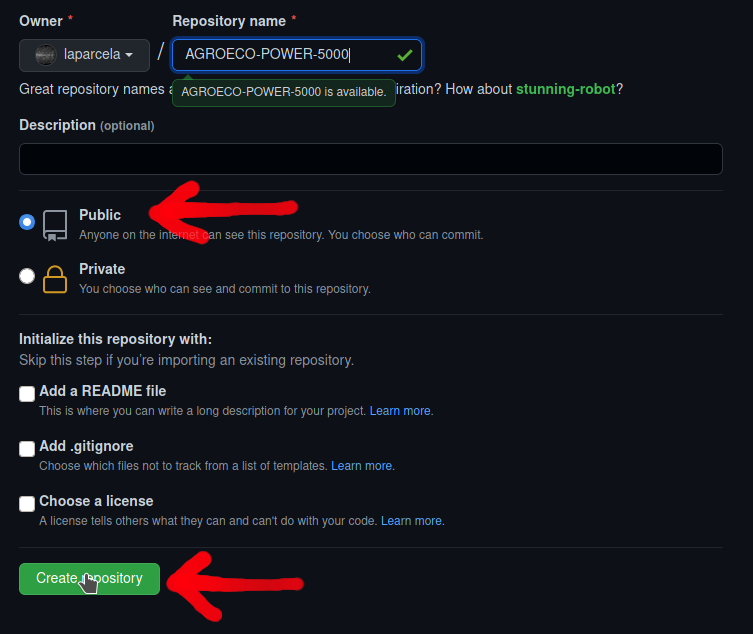 Owner * Repository name *
laparcela / AGROECO-POWER-5000
Great repository names a iration? How about stunning-robot?
AGROECO-POWER-5000 is available.
Description (optional)
Public
Anyone on the internet can see this repository. You choose who can commit.
Private
You choose who can see and commit to this repository.
Initialize this repository with:
Skip this step if you're importing an existing repository.
Add a README file
This is where you can write a long description for your project. Learn more.
Add .gitignore
Choose which files not to track from a list of templates. Learn more.
Choose a license
A license tells others what they can and can't do with your code. Learn more.
Create repository